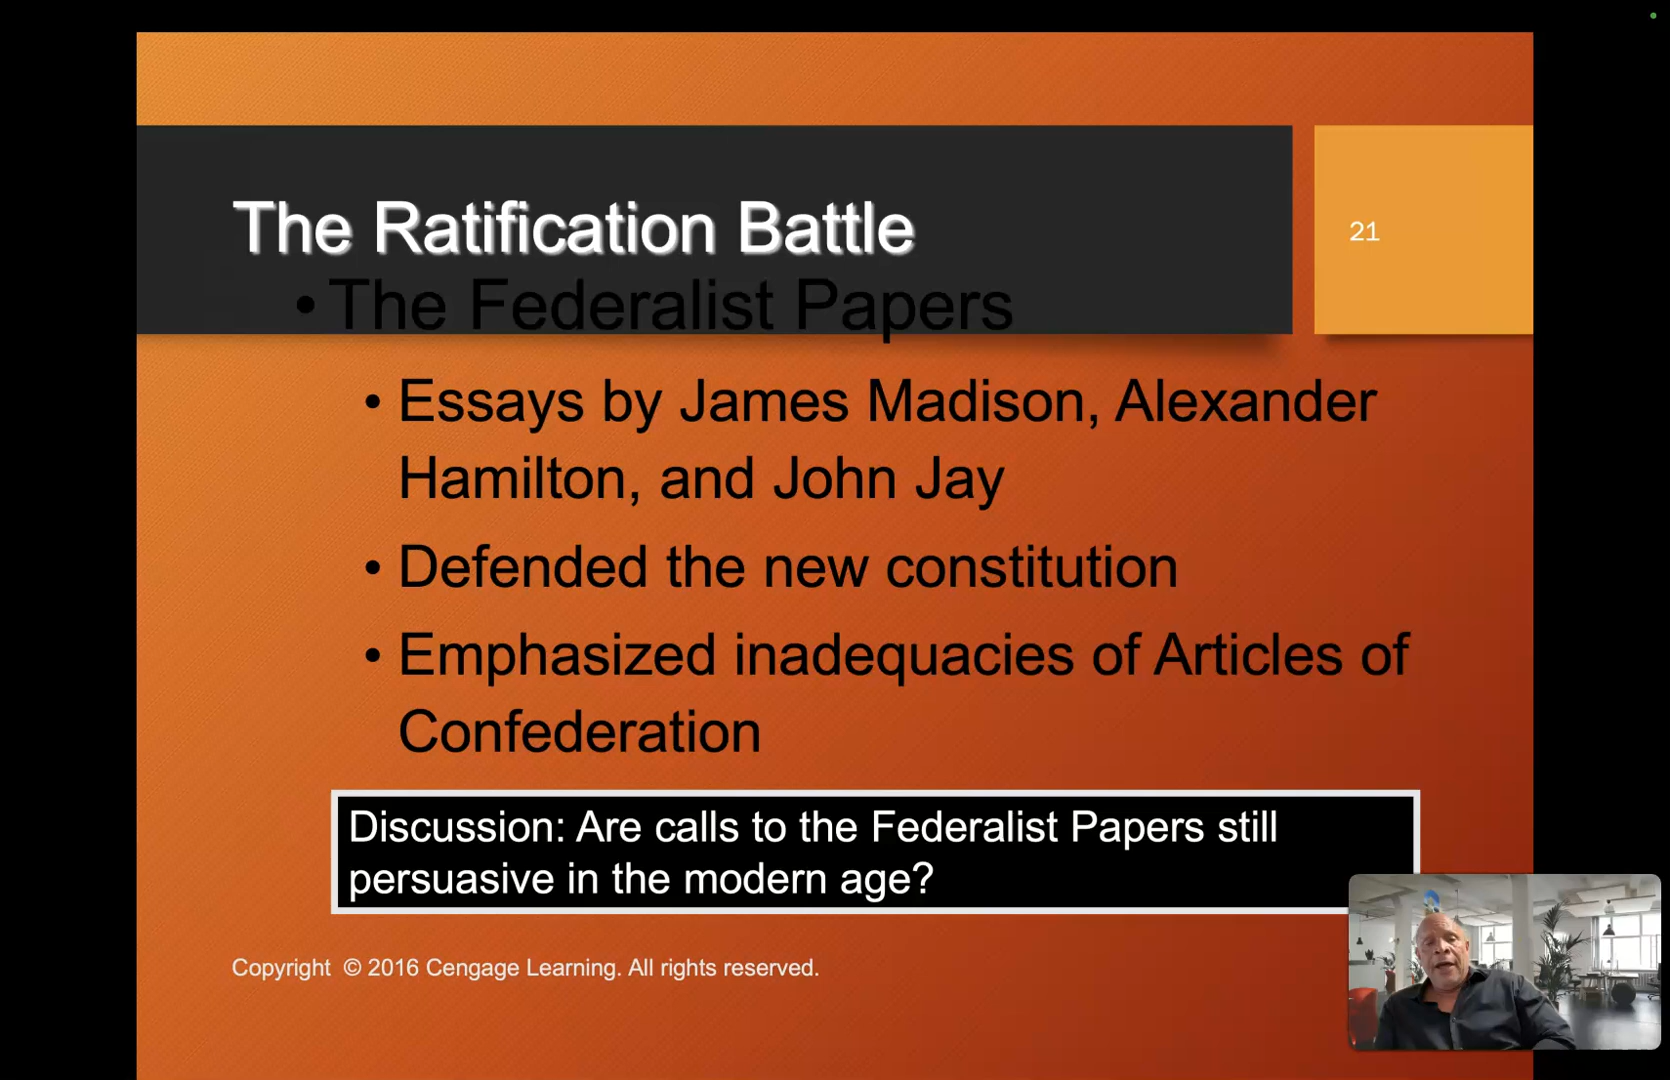 The Ratification Battle
21
• The Federalist Papers
• Essays by James Madison, Alexander
Hamilton, and John Jay
• Defended the new constitution
• Emphasized inadequacies of Articles of
Confederation
Discussion: Are calls to the Federalist Papers still
persuasive in the modern age?
Copyright © 2016 Cengage Learning. All rights reserved.